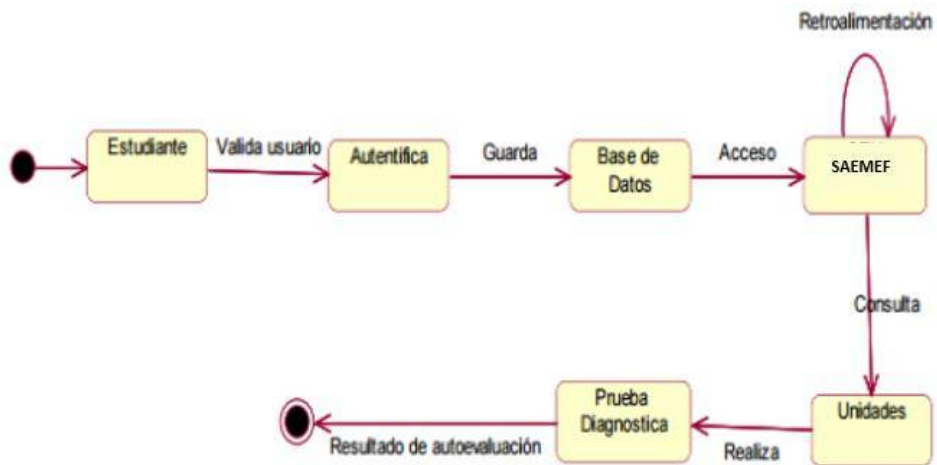 Retroalimentación
Estudiante
Valida usuario
Autentifica
Guarda
Base de
Datos
Acceso
SAEMEF
Consulta
Unidades
Realiza
Prueba
Diagnostica
Resultado de autoevaluación